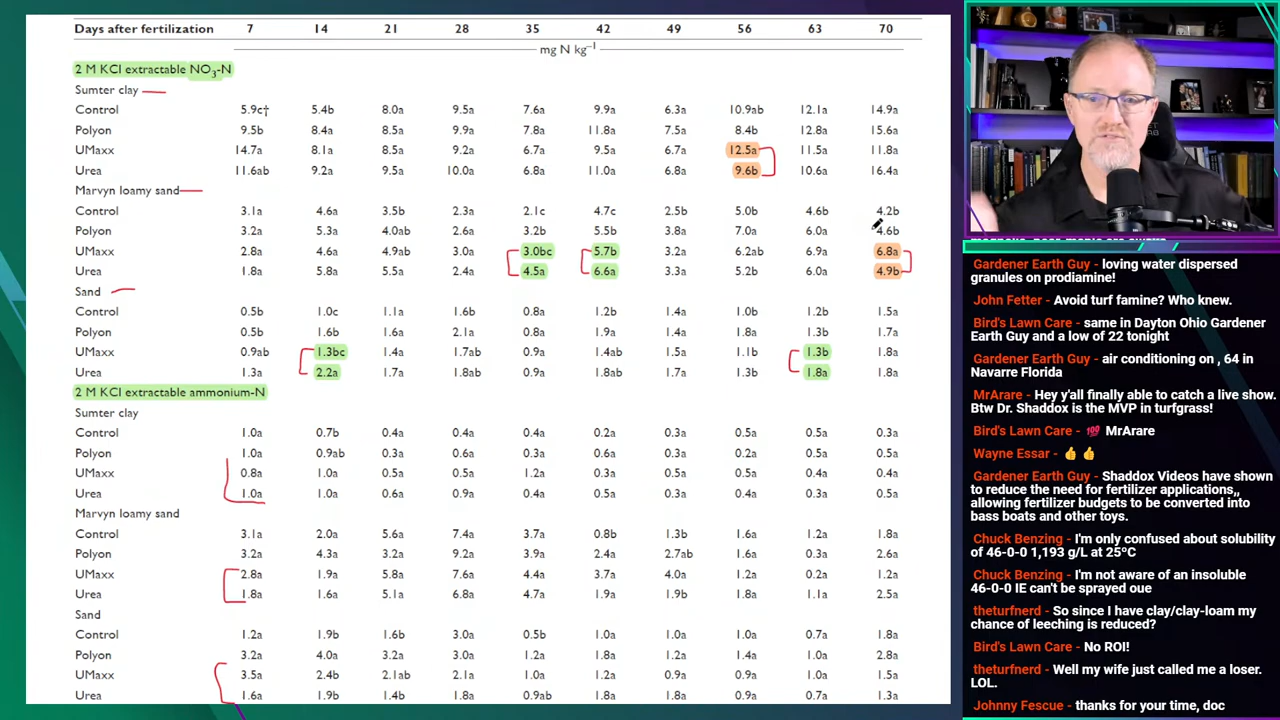 Days after fertilization 7 14 21 28 35 42 49 56 63 70
mg N kg⁻¹
2 M KCl extractable NO₃-N
Sumter clay
Control 5.9c† 5.4b 8.0a 9.5a 7.6a 9.9a 6.3a 10.9ab 12.1a 14.9a
Polyon 9.5b 8.4a 8.5a 9.9a 7.8a 11.8a 7.5a 8.4b 12.8a 15.6a
UMaxx 14.7a 8.1a 8.5a 9.2a 6.7a 9.5a 6.7a 12.5a 11.5a 11.8a
Urea 11.6ab 9.2a 9.5a 10.0a 6.8a 11.0a 6.8a 9.6b 10.6a 16.4a
Marvyn loamy sand
Control 3.1a 4.6a 3.5b 2.3a 2.1c 4.7c 2.5b 5.0b 4.6b 4.2b
Polyon 3.2a 5.3a 4.0ab 2.6a 3.2b 5.5b 3.8a 7.0a 6.0a 4.6b
UMaxx 2.8a 4.6a 4.9ab 3.0a 3.0bc 5.7b 3.2a 6.2ab 6.9a 6.8a
Urea 1.8a 5.8a 5.5a 2.4a 4.5a 6.6a 3.3a 5.2b 6.0a 4.9b
Sand
Control 0.5b 1.0c 1.1a 1.6b 0.8a 1.2b 1.4a 1.0b 1.2b 1.5a
Polyon 0.5b 1.6b 1.6a 2.1a 0.8a 1.9a 1.4a 1.8a 1.3b 1.7a
UMaxx 0.9ab 1.3bc 1.4a 1.7ab 0.9a 1.4ab 1.5a 1.1b 1.3b 1.8a
Urea 1.3a 2.2a 1.7a 1.8ab 0.9a 1.8ab 1.7a 1.3b 1.8a 1.8a
2 M KCl extractable ammonium-N
Sumter clay
Control 1.0a 0.7b 0.4a 0.4a 0.4a 0.2a 0.3a 0.5a 0.5a 0.3a
Polyon 1.0a 0.9ab 0.3a 0.6a 0.3a 0.6a 0.3a 0.2a 0.5a 0.5a
UMaxx 0.8a 1.0a 0.5a 0.5a 1.2a 0.3a 0.5a 0.5a 0.4a 0.4a
Urea 1.0a 1.0a 0.6a 0.9a 0.4a 0.5a 0.3a 0.4a 0.3a 0.5a
Marvyn loamy sand
Control 3.1a 2.0a 5.6a 7.4a 3.7a 0.8b 1.3b 1.6a 1.2a 1.8a
Polyon 3.2a 4.3a 3.2a 9.2a 3.9a 2.4a 2.7ab 1.6a 0.3a 2.6a
UMaxx 2.8a 1.9a 5.8a 7.6a 4.4a 3.7a 4.0a 1.2a 0.2a 1.2a
Urea 1.8a 1.6a 5.1a 6.8a 4.7a 1.9a 1.9b 1.8a 1.1a 2.5a
Sand
Control 1.2a 1.9b 1.6b 3.0a 0.5b 1.0a 1.0a 1.0a 0.7a 1.8a
Polyon 3.2a 4.0a 3.2a 3.0a 1.2a 1.8a 1.2a 1.4a 1.0a 2.8a
UMaxx 3.5a 2.4b 2.1ab 2.1a 1.0a 1.2a 0.9a 0.9a 1.0a 1.5a
Urea 1.6a 1.9b 1.4b 1.8a 0.9ab 1.8a 1.8a 0.9a 0.7a 1.3a
Gardener Earth Guy - loving water dispersed
granules on prodiamine!
John Fetter - Avoid turf famine? Who knew.
Bird's Lawn Care - same in Dayton Ohio Gardener
Earth Guy and a low of 22 tonight
Gardener Earth Guy - air conditioning on , 64 in
Navarre Florida
MrArare - Hey y'all finally able to catch a live show.
Btw Dr. Shaddox is the MVP in turfgrass!
Bird's Lawn Care - 💯 MrArare
Wayne Essar - 👍 👍
Gardener Earth Guy - Shaddox Videos have shown
to reduce the need for fertilizer applications,,
allowing fertilizer budgets to be converted into
bass boats and other toys.
Chuck Benzing - I'm only confused about solubility
of 46-0-0 1,193 g/L at 25ºC
Chuck Benzing - I'm not aware of an insoluble
46-0-0 IE can't be sprayed oue
theturfnerd - So since I have clay/clay-loam my
chance of leeching is reduced?
Bird's Lawn Care - No ROI!
theturfnerd - Well my wife just called me a loser.
LOL.
Johnny Fescue - thanks for your time, doc